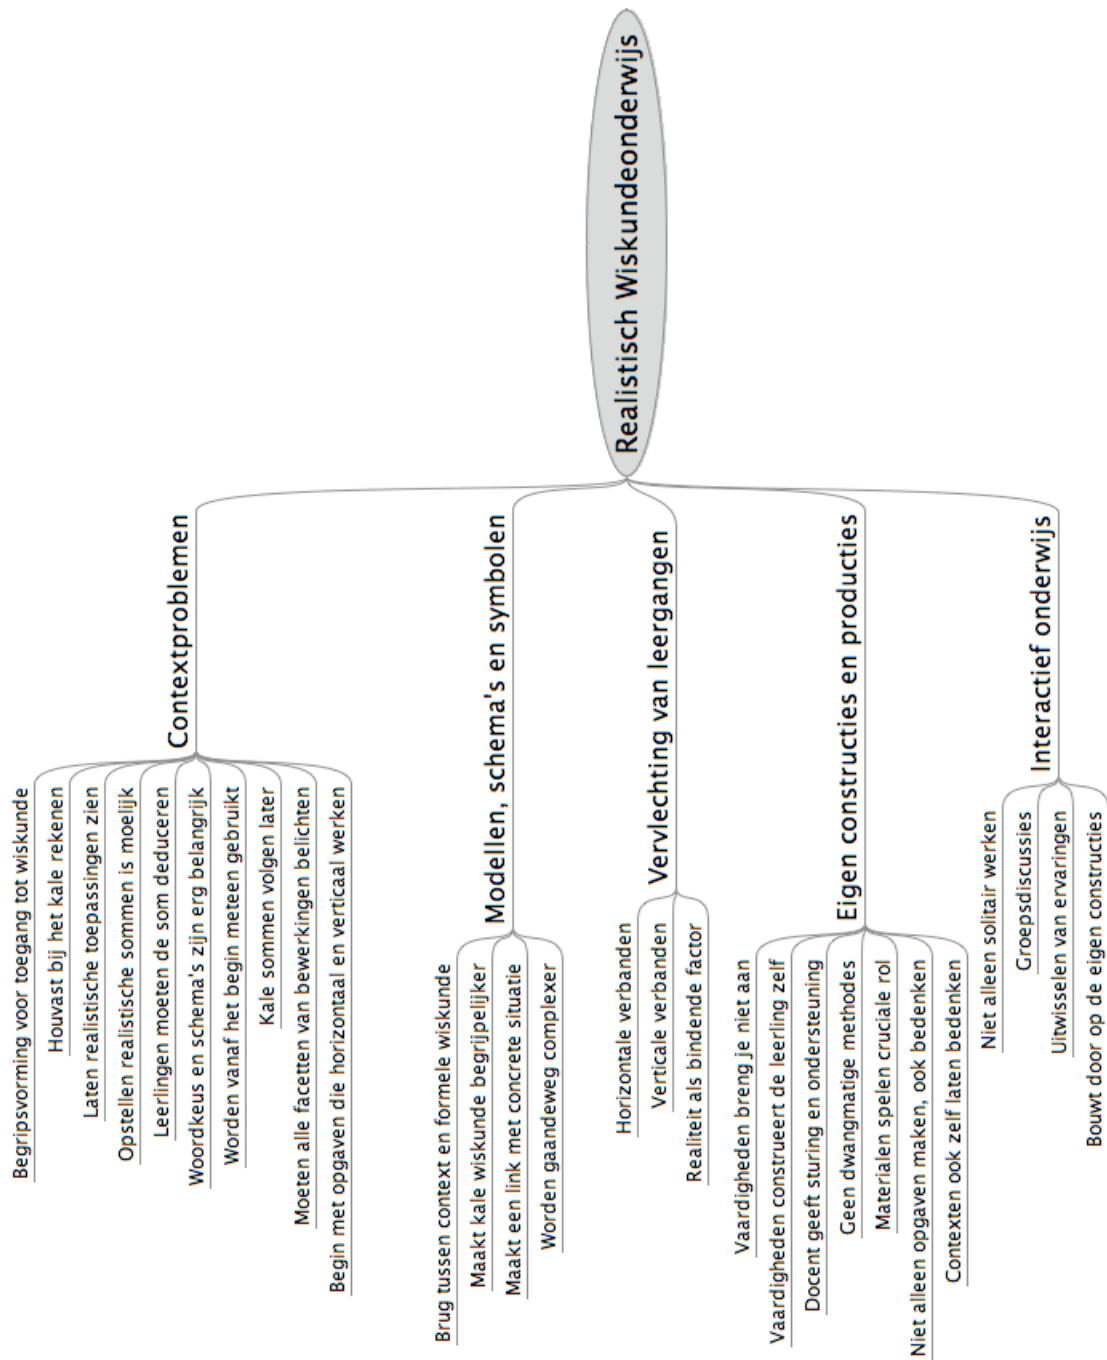 Realistisch Wiskundeonderwijs
Contextproblemen
Begripsvorming voor toegang tot wiskunde
Houvast bij het kale rekenen
Laten realistische toepassingen zien
Opstellen realistische sommen is moelijk
Leerlingen moeten de som deduceren
Woordkeus en schema's zijn erg belangrijk
Worden vanaf het begin meteen gebruikt
Kale sommen volgen later
Moeten alle facetten van bewerkingen belichten
Begin met opgaven die horizontaal en verticaal werken
Modellen, schema's en symbolen
Brug tussen context en formele wiskunde
Maakt kale wiskunde begrijpelijker
Maakt een link met concrete situatie
Worden gaandeweg complexer
Vervlechting van leergangen
Horizontale verbanden
Verticale verbanden
Realiteit als bindende factor
Eigen constructies en producties
Vaardigheden breng je niet aan
Vaardigheden construeert de leerling zelf
Docent geeft sturing en ondersteuning
Geen dwangmatige methodes
Materialen spelen cruciale rol
Niet alleen opgaven maken, ook bedenken
Contexten ook zelf laten bedenken
Interactief onderwijs
Niet alleen solitair werken
Groepsdiscussies
Uitwisselen van ervaringen
Bouwt door op de eigen constructies